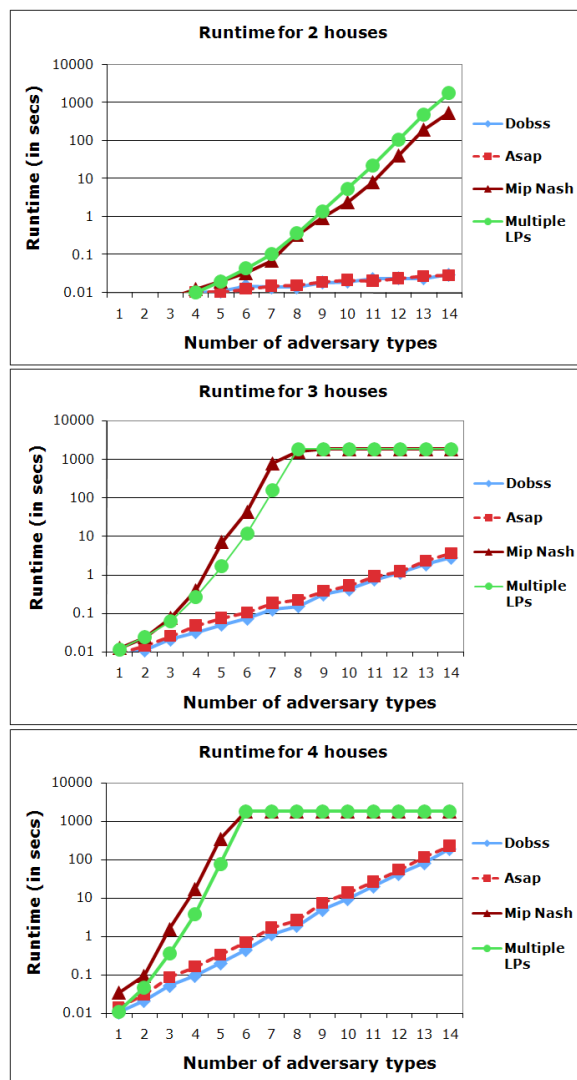 Runtime for 2 houses
Runtime (in secs)
10000
1000
100
10
1
0.1
0.01
1 2 3 4 5 6 7 8 9 10 11 12 13 14
Number of adversary types
Dobss
Asap
Mip Nash
Multiple
LPs
Runtime for 3 houses
Runtime (in secs)
10000
1000
100
10
1
0.1
0.01
1 2 3 4 5 6 7 8 9 10 11 12 13 14
Number of adversary types
Dobss
Asap
Mip Nash
Multiple
LPs
Runtime for 4 houses
Runtime (in secs)
10000
1000
100
10
1
0.1
0.01
1 2 3 4 5 6 7 8 9 10 11 12 13 14
Number of adversary types
Dobss
Asap
Mip Nash
Multiple
LPs